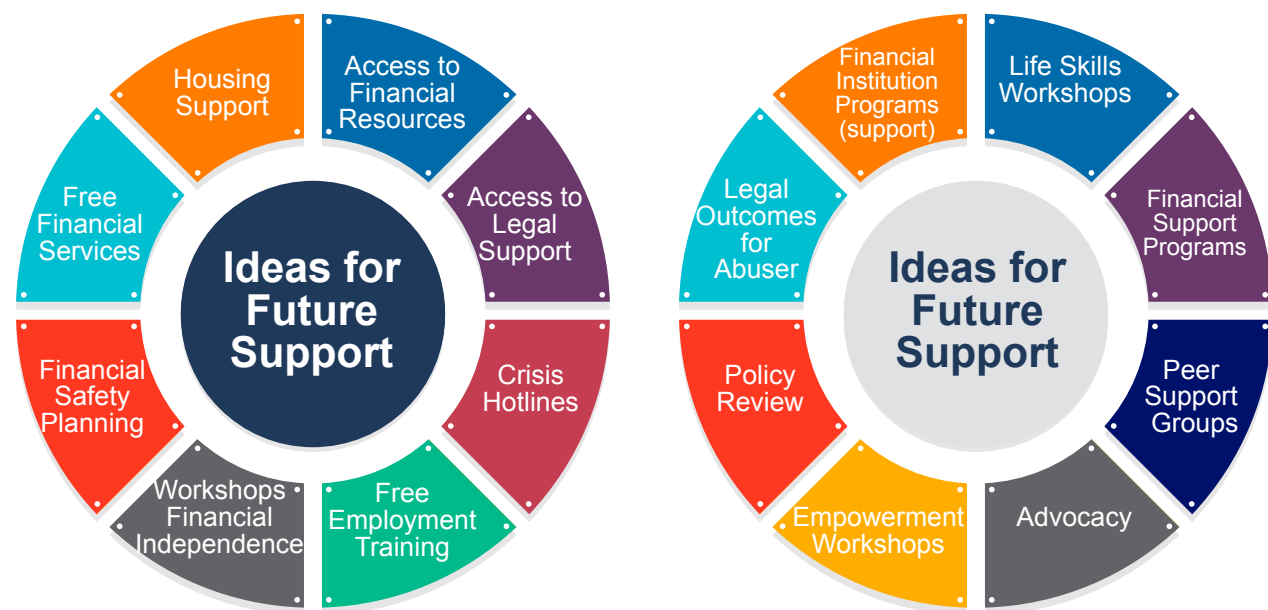 Ideas for
Future
Support
Access to
Financial
Resources
Access to
Legal
Support
Crisis
Hotlines
Free
Employment
Training
Workshops
Financial
Independence
Financial
Safety
Planning
Free
Financial
Services
Housing
Support
Ideas for
Future
Support
Life Skills
Workshops
Financial
Support
Programs
Peer
Support
Groups
Advocacy
Empowerment
Workshops
Policy
Review
Legal
Outcomes
for
Abuser
Financial
Institution
Programs
(support)